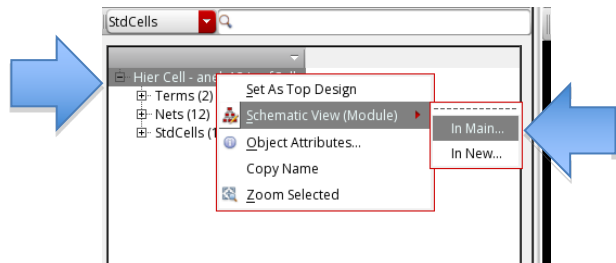 StdCells
Hier Cell -
Set As Top Design
Terms (2)
Nets (12)
Schematic View (Module)
In Main...
StdCells (1
Object Attributes...
In New...
Copy Name
Zoom Selected